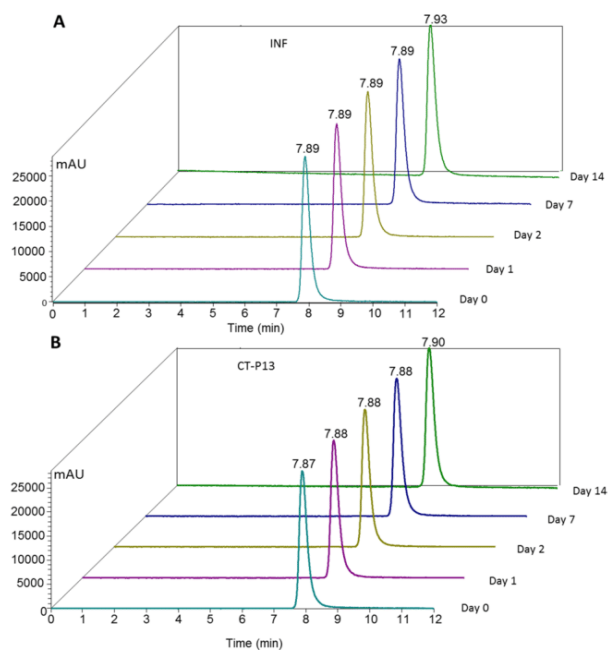 A
INF
7.93
7.89
7.89
7.89
7.89
mAU
25000
20000
15000
10000
5000
0
Day 14
Day 7
Day 2
Day 1
Day 0
0 1 2 3 4 5 6 7 8 9 10 11 12
Time (min)
B
CT-P13
7.90
7.88
7.88
7.88
7.87
mAU
25000
20000
15000
10000
5000
0
Day 14
Day 7
Day 2
Day 1
Day 0
0 1 2 3 4 5 6 7 8 9 10 11 12
Time (min)